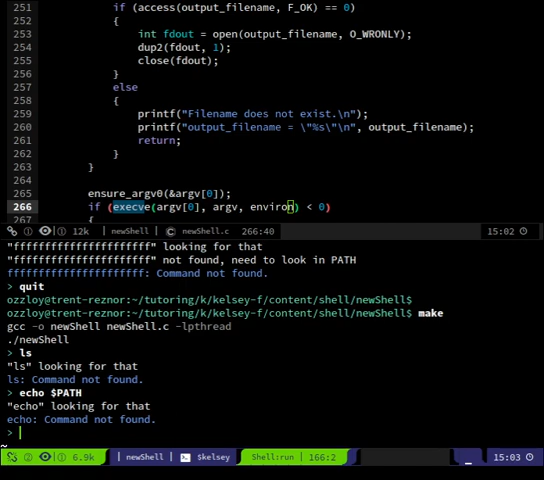 251 if (access(output_filename, F_OK) == 0)
252 {
253 int fdout = open(output_filename, O_WRONLY);
254 dup2(fdout, 1);
255 close(fdout);
256 }
257 else
258 {
259 printf("Filename does not exist.\n");
260 printf("output_filename = \"%s\"\n", output_filename);
261 return;
262 }
263 }
264
265 ensure_argv0(&argv[0]);
266 if (execve(argv[0], argv, environ) < 0)
267 {
① 12k | newShell | newShell.c 266:40 15:02
"ffffffffffffffffffffff" looking for that
"ffffffffffffffffffffff" not found, need to look in PATH
ffffffffffffffffffffff: Command not found.
> quit
ozzloy@trent-reznor:~/tutoring/k/kelsey-f/content/shell/newShell$
ozzloy@trent-reznor:~/tutoring/k/kelsey-f/content/shell/newShell$ make
gcc -o newShell newShell.c -lpthread
./newShell
> ls
"ls" looking for that
ls: Command not found.
> echo $PATH
"echo" looking for that
echo: Command not found.
>
~
② ① 6.9k | newShell $kelsey Shell:run | 166:2 15:03